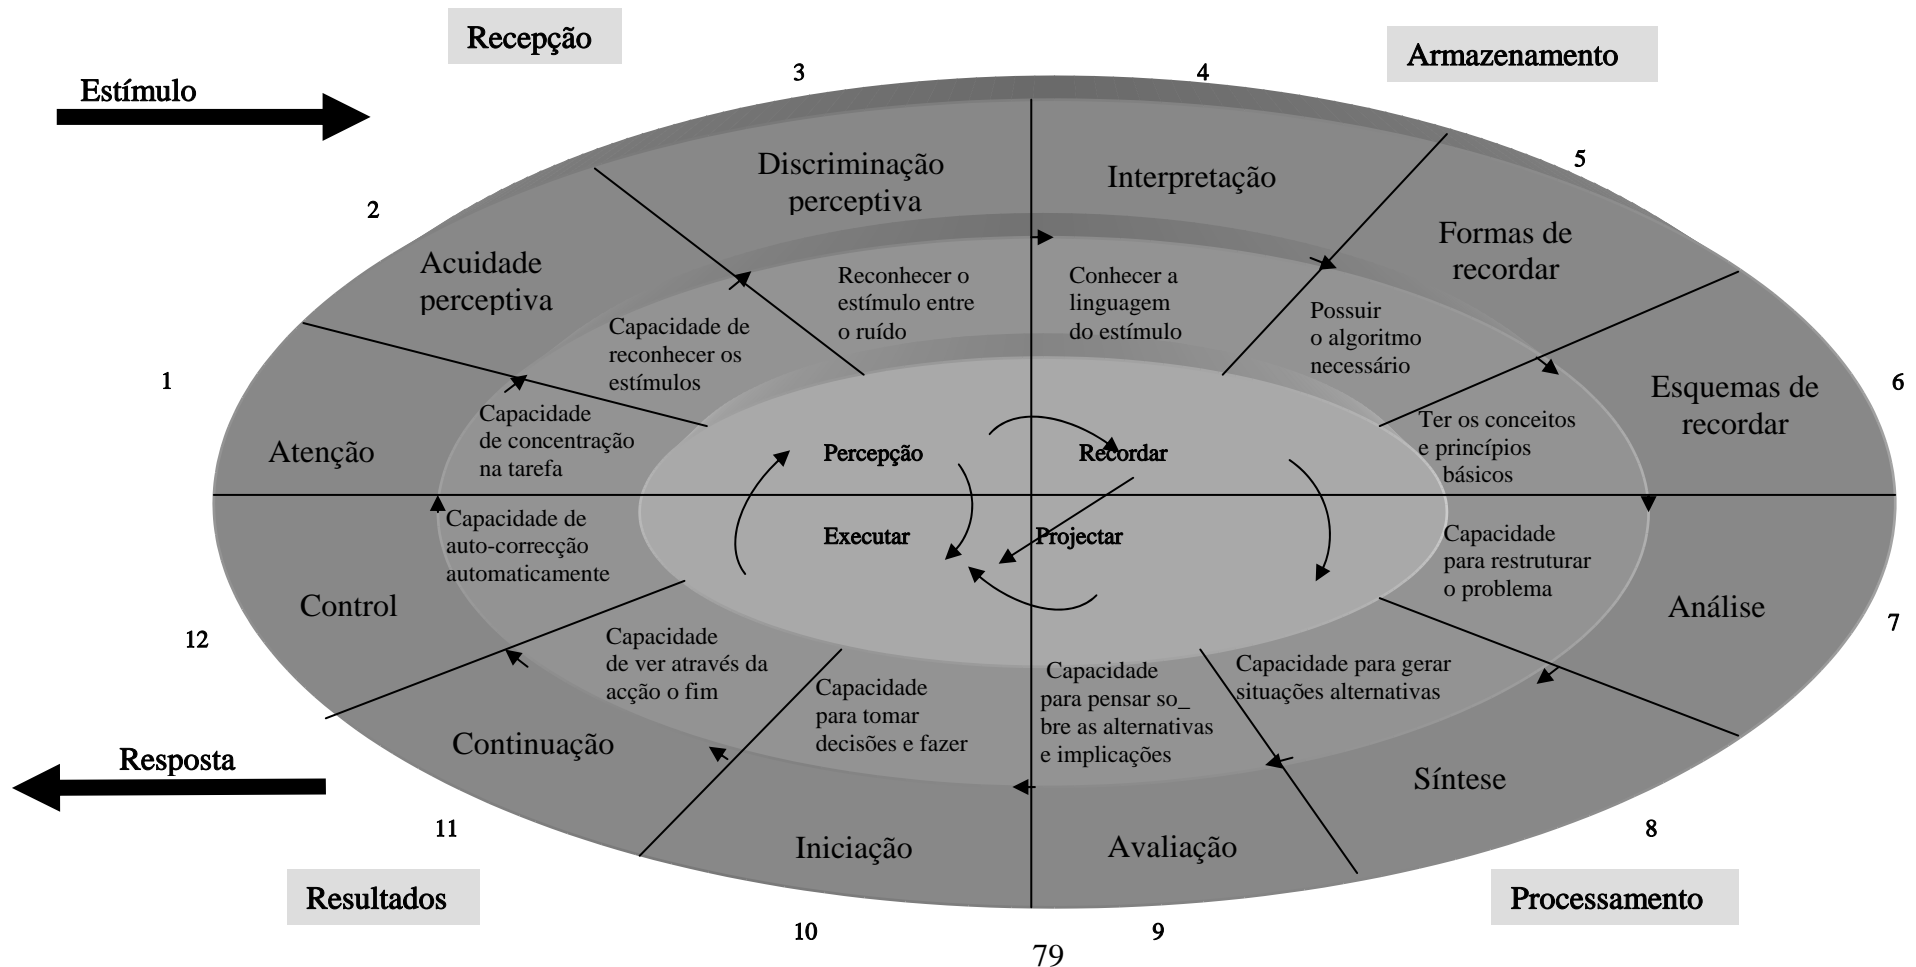 Recepção
Armazenamento
Estímulo
3
4
Discriminação
perceptiva
Interpretação
5
2
Formas de
recordar
Acuidade
perceptiva
Reconhecer o
estímulo entre
o ruído
Conhecer a
linguagem
do estímulo
Possuir
o algoritmo
necessário
Capacidade de
reconhecer os
estímulos
1
6
Esquemas de
recordar
Capacidade
de concentração
na tarefa
Ter os conceitos
e princípios
básicos
Atenção
Percepção
Recordar
Executar
Projectar
Capacidade de
auto-correcção
automaticamente
Capacidade
para restruturar
o problema
Control
Análise
12
7
Capacidade
de ver através da
acção o fim
Capacidade
para tomar
decisões e fazer
Capacidade
para pensar so_
bre as alternativas
e implicações
Capacidade para gerar
situações alternativas
Continuação
Síntese
Resposta
11
8
Iniciação
Avaliação
Resultados
Processamento
10
9
79